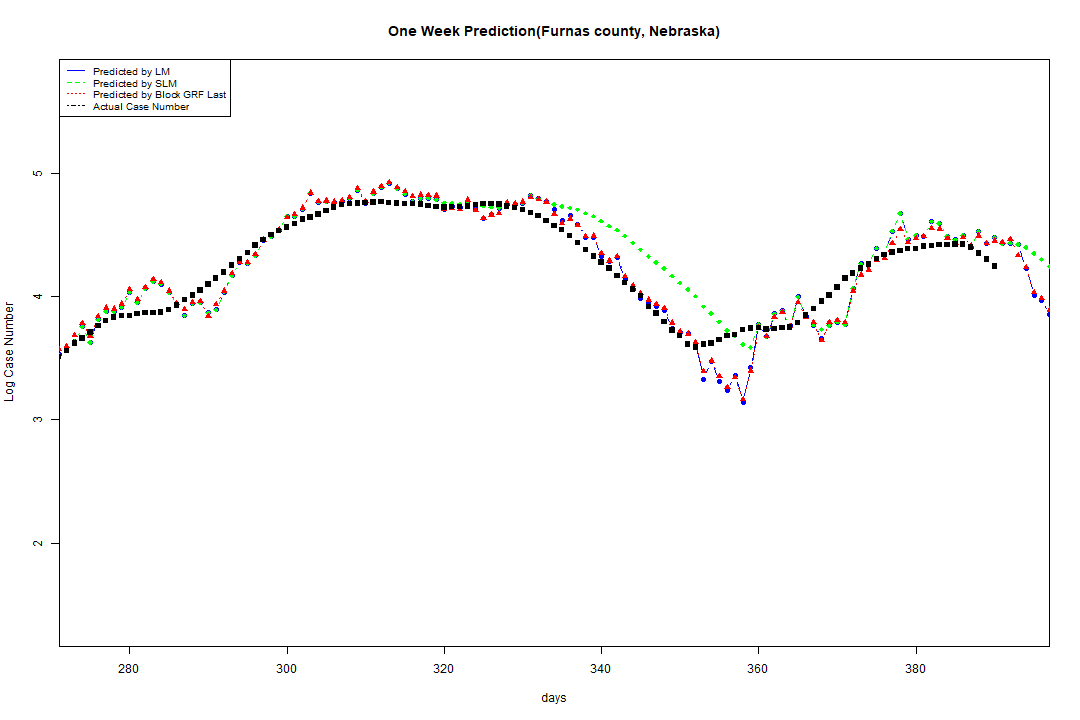 One Week Prediction(Furnas county, Nebraska)
Predicted by LM
Predicted by SLM
Predicted by Block GRF Last
Actual Case Number
5
4
3
2
Log Case Number
280 300 320 340 360 380
days